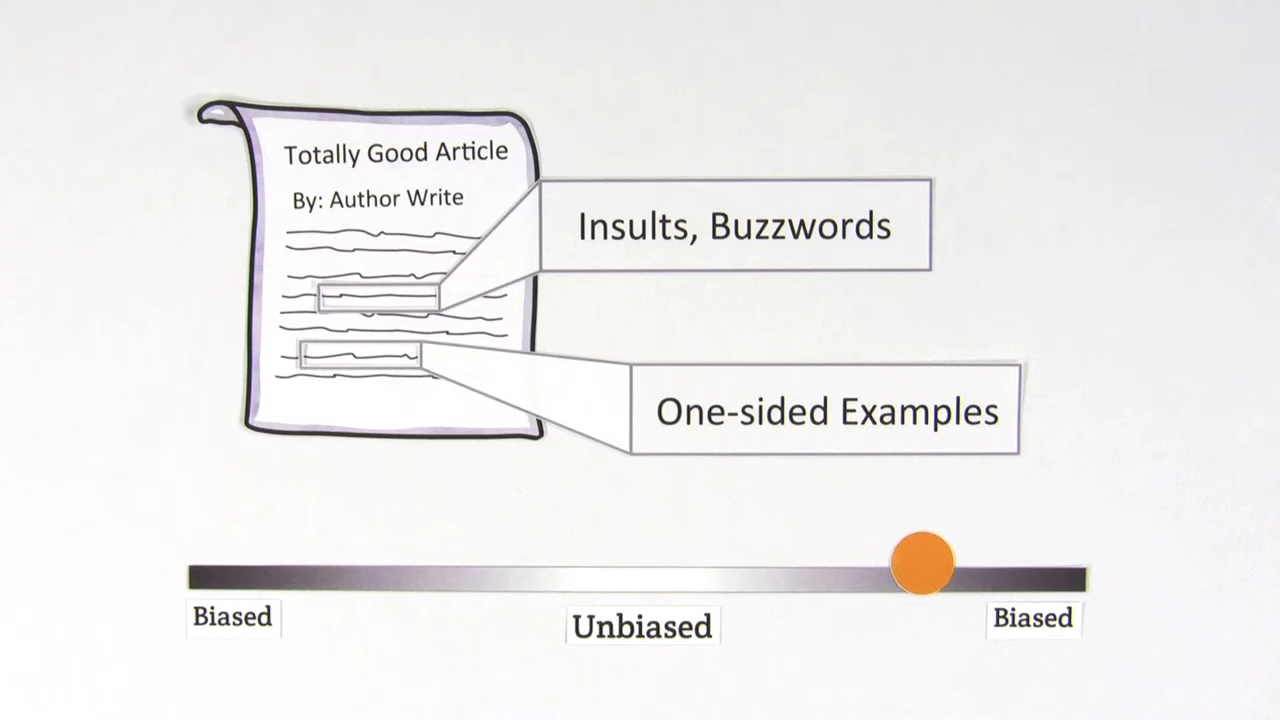 Totally Good Article
By: Author Write
Insults, Buzzwords
One-sided Examples
Biased
Unbiased
Biased